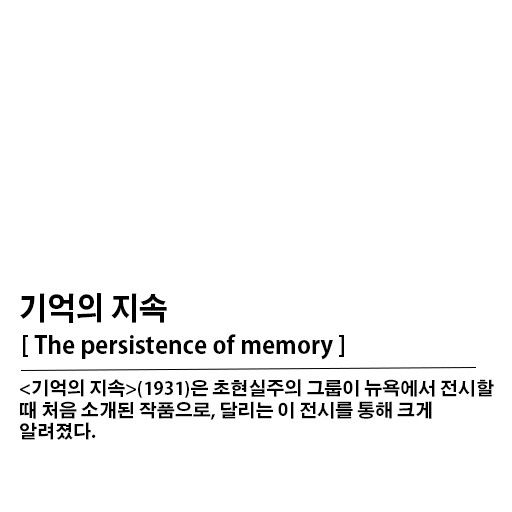 기억의 지속
[ The persistence of memory ]
<기억의 지속>(1931)은 초현실주의 그룹이 뉴욕에서 전시할
때 처음 소개된 작품으로, 달리는 이 전시를 통해 크게
알려졌다.